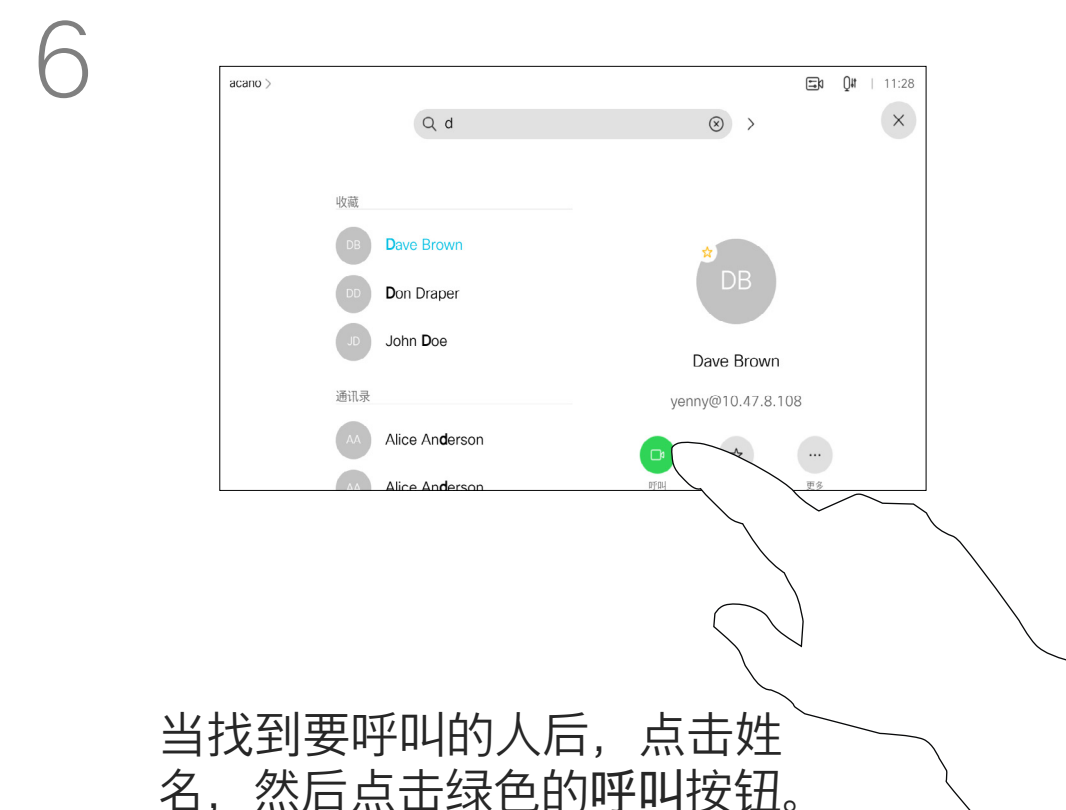 6
acano >
11:28
d
收藏
DB Dave Brown
DD Don Draper
JD John Doe
通讯录
AA Alice Anderson
AA Alice Anderson
DB
Dave Brown
yenny@10.47.8.108
呼叫
更多
当找到要呼叫的人后，点击姓
名，然后点击绿色的呼叫按钮。